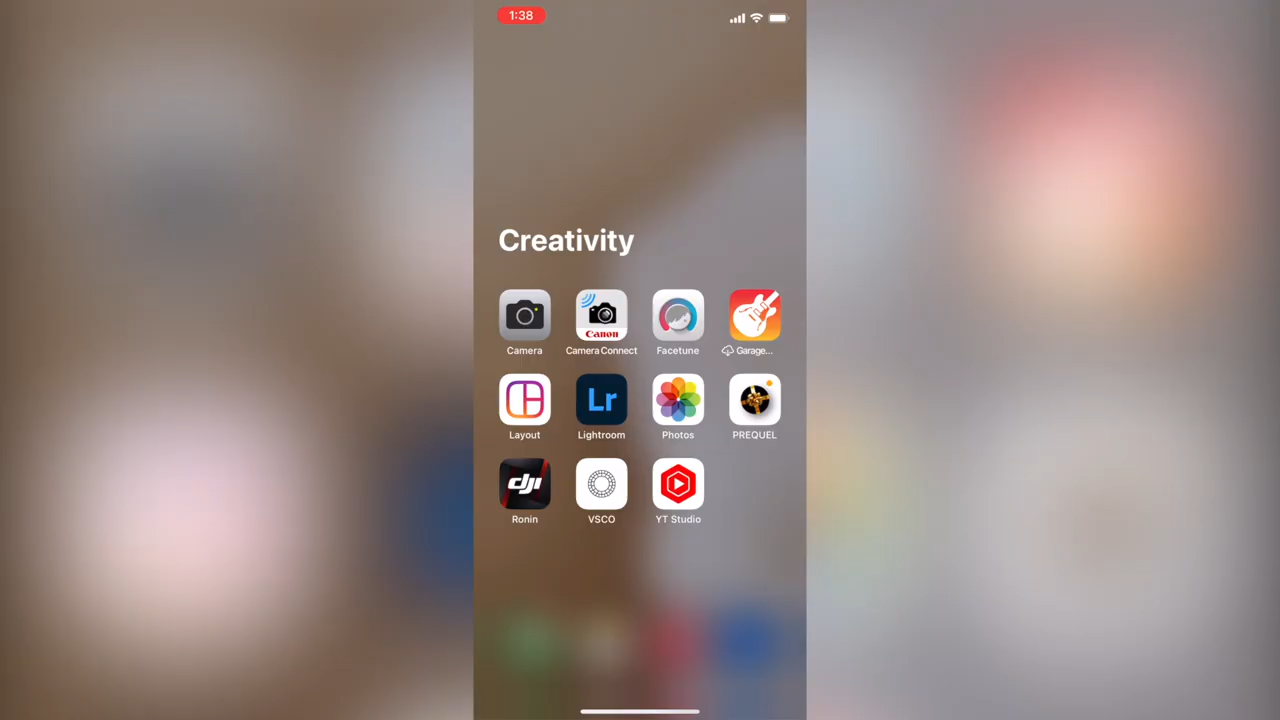 1:38
Creativity
Canon
Camera
Camera Connect
Facetune
Garage...
Lr
Layout
Lightroom
Photos
PREQUEL
dji
Ronin
VSCO
YT Studio